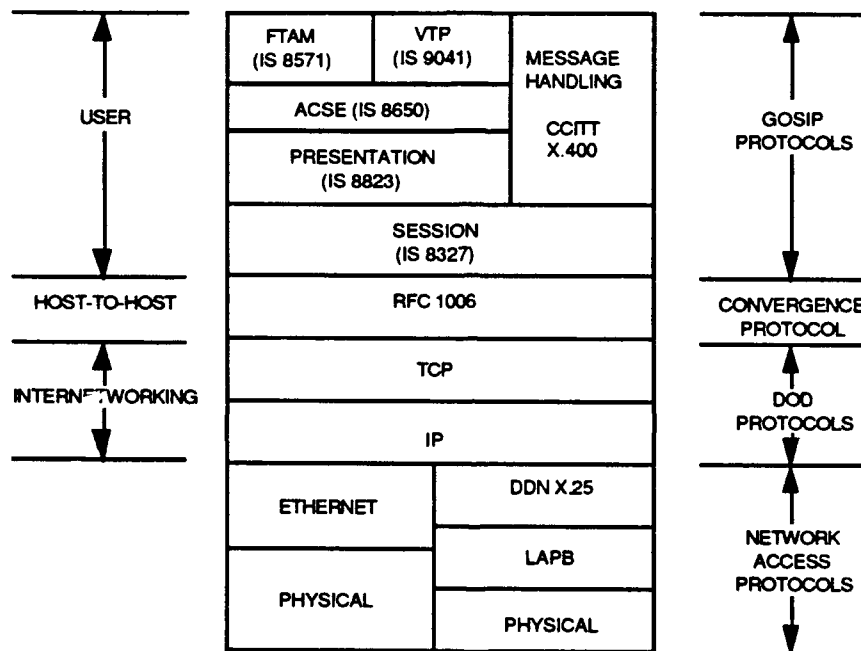 FTAM
(IS 8571)
VTP
(IS 9041)
MESSAGE
HANDLING
CCITT
X.400
ACSE (IS 8650)
PRESENTATION
(IS 8823)
SESSION
(IS 8327)
RFC 1006
TCP
IP
ETHERNET
PHYSICAL
DDN X.25
LAPB
PHYSICAL
USER
HOST-TO-HOST
INTERNETWORKING
GOSIP
PROTOCOLS
CONVERGENCE
PROTOCOL
DOD
PROTOCOLS
NETWORK
ACCESS
PROTOCOLS